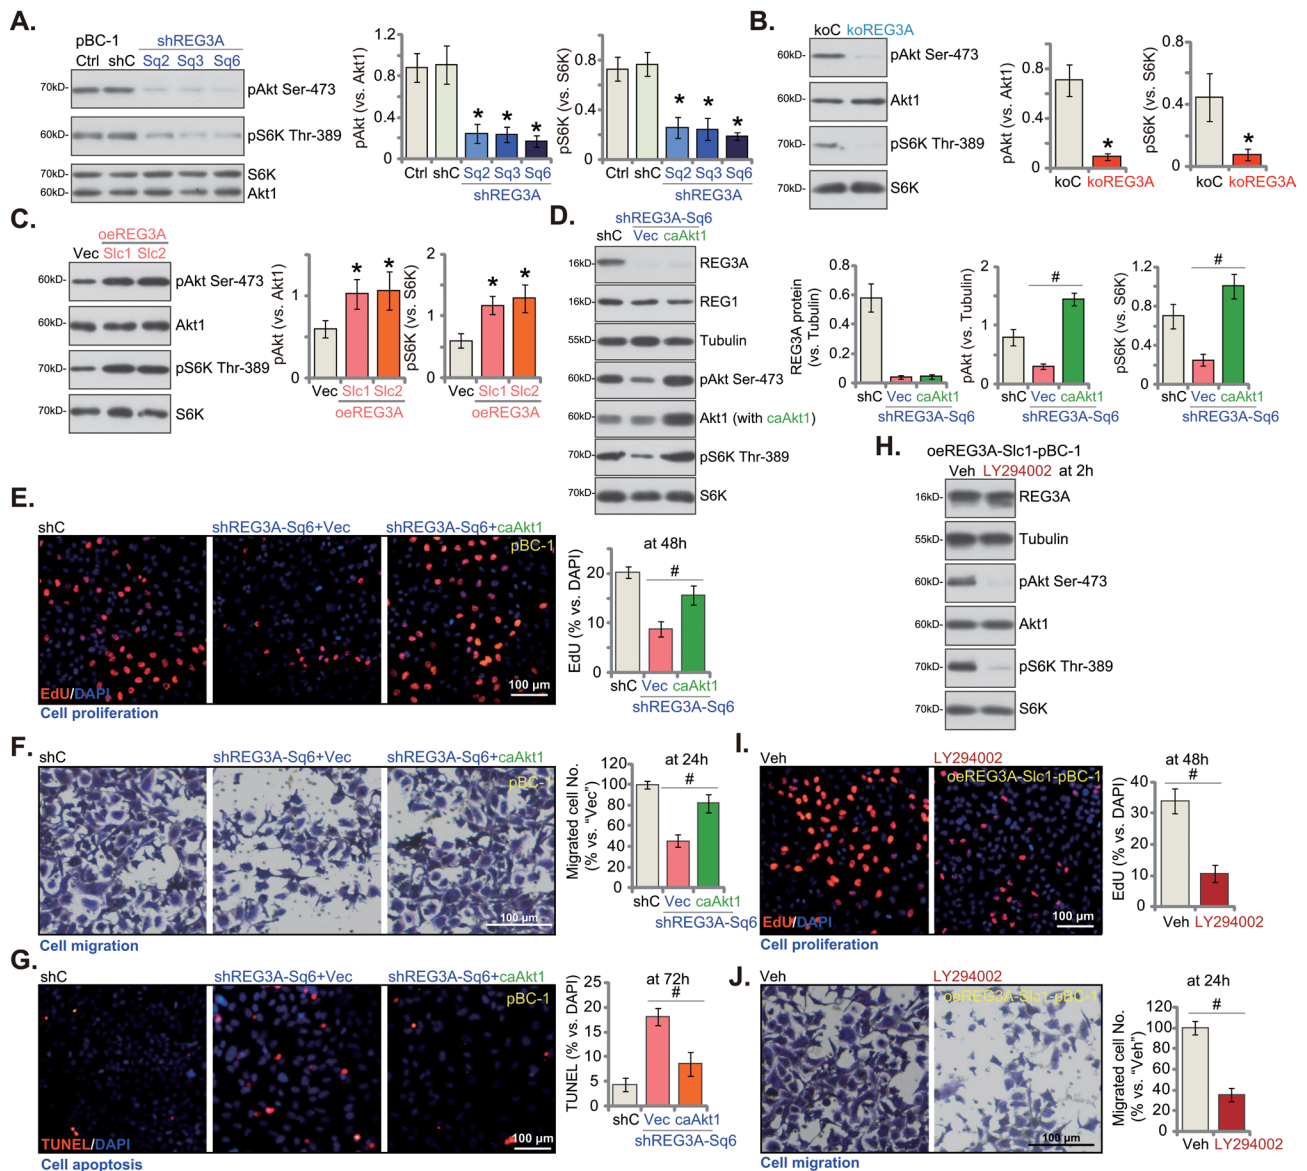 A.
pBC-1
shREG3A
Ctrl shC Sq2 Sq3 Sq6
70kD-
pAkt Ser-473
60kD-
pS6K Thr-389
70kD-
S6K
60kD-
Akt1
pAkt (vs. Akt1)
1.2
0.8
0.4
0
* * *
Ctrl shC Sq2 Sq3 Sq6
shREG3A
pS6K (vs. S6K)
0.8
0.4
0
* * *
Ctrl shC Sq2 Sq3 Sq6
shREG3A
B.
koC koREG3A
60kD-
pAkt Ser-473
60kD-
Akt1
70kD-
pS6K Thr-389
70kD-
S6K
pAkt (vs. Akt1)
0.8
0.4
0
*
koC koREG3A
pS6K (vs. S6K)
0.8
0.4
0
*
koC koREG3A
C.
oeREG3A
Vec Slc1 Slc2
60kD-
pAkt Ser-473
60kD-
Akt1
70kD-
pS6K Thr-389
70kD-
S6K
pAkt (vs. Akt1)
1
0
* *
Vec Slc1 Slc2
oeREG3A
pS6K (vs. S6K)
2
1
0
* *
Vec Slc1 Slc2
oeREG3A
D.
shREG3A-Sq6
shC Vec caAkt1
16kD-
REG3A
16kD-
REG1
55kD-
Tubulin
60kD-
pAkt Ser-473
60kD-
Akt1 (with caAkt1)
70kD-
pS6K Thr-389
70kD-
S6K
REG3A protein
(vs. Tubulin)
0.8
0.6
0.4
0.2
0
shC Vec caAkt1
shREG3A-Sq6
pAkt (vs. Tubulin)
2
1
0
#
shC Vec caAkt1
shREG3A-Sq6
pS6K (vs. S6K)
1.2
0.8
0.4
0
#
shC Vec caAkt1
shREG3A-Sq6
E.
shC
shREG3A-Sq6+Vec
shREG3A-Sq6+caAkt1
pBC-1
EdU/DAPI
100 μm
Cell proliferation
at 48h
EdU (% vs. DAPI)
20
10
0
#
shC Vec caAkt1
shREG3A-Sq6
F.
shC
shREG3A-Sq6+Vec
shREG3A-Sq6+caAkt1
pBC-1
100 μm
Cell migration
at 24h
Migrated cell No.
(% vs. “Vec”)
120
100
80
60
40
20
0
#
shC Vec caAkt1
shREG3A-Sq6
G.
shC
shREG3A-Sq6+Vec
shREG3A-Sq6+caAkt1
pBC-1
TUNEL/DAPI
100 μm
Cell apoptosis
at 72h
TUNEL (% vs. DAPI)
25
20
15
10
5
0
#
shC Vec caAkt1
shREG3A-Sq6
H.
oeREG3A-Slc1-pBC-1
Veh LY294002 at 2h
16kD-
REG3A
55kD-
Tubulin
60kD-
pAkt Ser-473
60kD-
Akt1
70kD-
pS6K Thr-389
70kD-
S6K
I.
Veh
LY294002
oeREG3A-Slc1-pBC-1
EdU/DAPI
100 μm
Cell proliferation
at 48h
EdU (% vs. DAPI)
40
30
20
10
0
#
Veh LY294002
J.
Veh
LY294002
oeREG3A-Slc1-pBC-1
100 μm
Cell migration
at 24h
Migrated cell No.
(% vs. “Veh”)
120
100
80
60
40
20
0
#
Veh LY294002